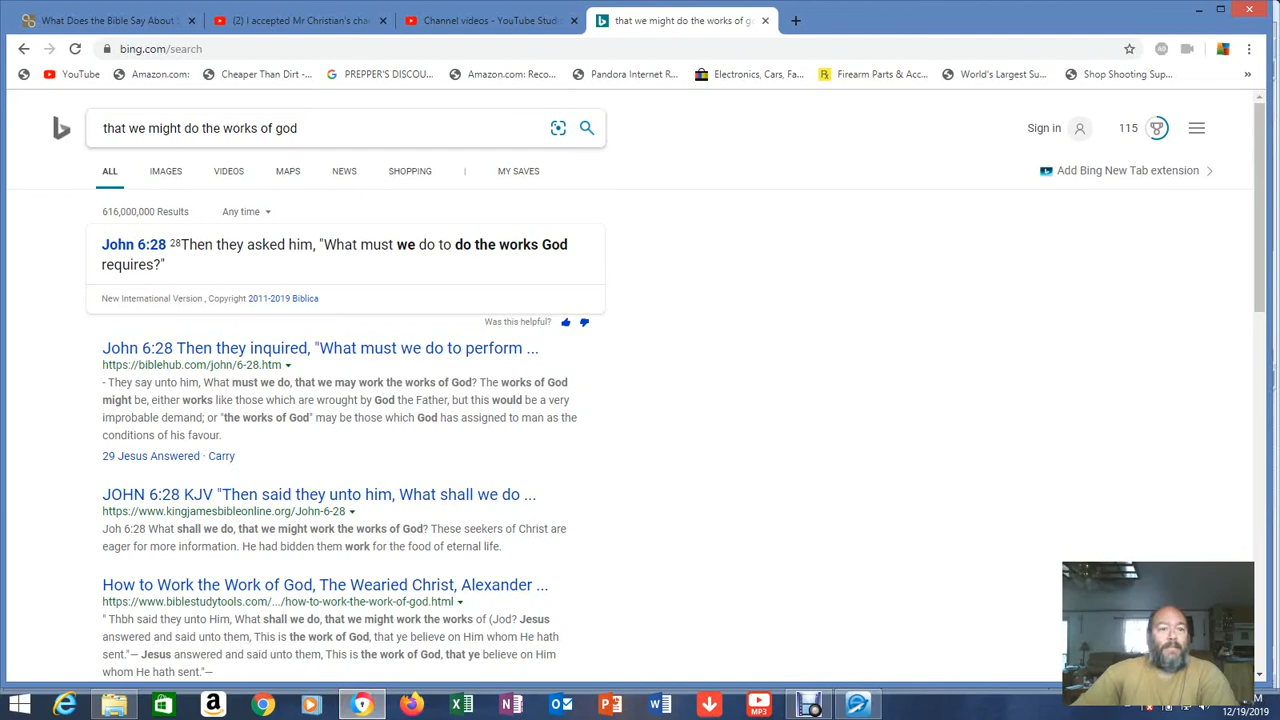 What Does the Bible Say About
(2) I accepted Mr Christian's cha
Channel videos - YouTube Studi
that we might do the works of go
bing.com/search
YouTube
Amazon.com:
Cheaper Than Dirt -...
PREPPER'S DISCOU...
Amazon.com: Reco...
Pandora Internet R...
Electronics, Cars, Fa...
Firearm Parts & Acc...
World's Largest Su...
Shop Shooting Sup...
that we might do the works of god
Sign in
115
ALL
IMAGES
VIDEOS
MAPS
NEWS
SHOPPING
MY SAVES
Add Bing New Tab extension
616,000,000 Results
Any time
John 6:28 28Then they asked him, "What must we do to do the works God
requires?"
New International Version , Copyright 2011-2019 Biblica
Was this helpful?
John 6:28 Then they inquired, "What must we do to perform ...
https://biblehub.com/john/6-28.htm
- They say unto him, What must we do, that we may work the works of God? The works of God
might be, either works like those which are wrought by God the Father, but this would be a very
improbable demand; or "the works of God" may be those which God has assigned to man as the
conditions of his favour.
29 Jesus Answered · Carry
JOHN 6:28 KJV "Then said they unto him, What shall we do ...
https://www.kingjamesbibleonline.org/John-6-28
Joh 6:28 What shall we do, that we might work the works of God? These seekers of Christ are
eager for more information. He had bidden them work for the food of eternal life.
How to Work the Work of God, The Wearied Christ, Alexander ...
https://www.biblestudytools.com/.../how-to-work-the-work-of-god.html
" Thbh said they unto Him, What shall we do, that we might work the works of (Jod? Jesus
answered and said unto them, This is the work of God, that ye believe on Him whom He hath
sent."— Jesus answered and said unto them, This is the work of God, that ye believe on Him
whom He hath sent."—
MP3
12/19/2019